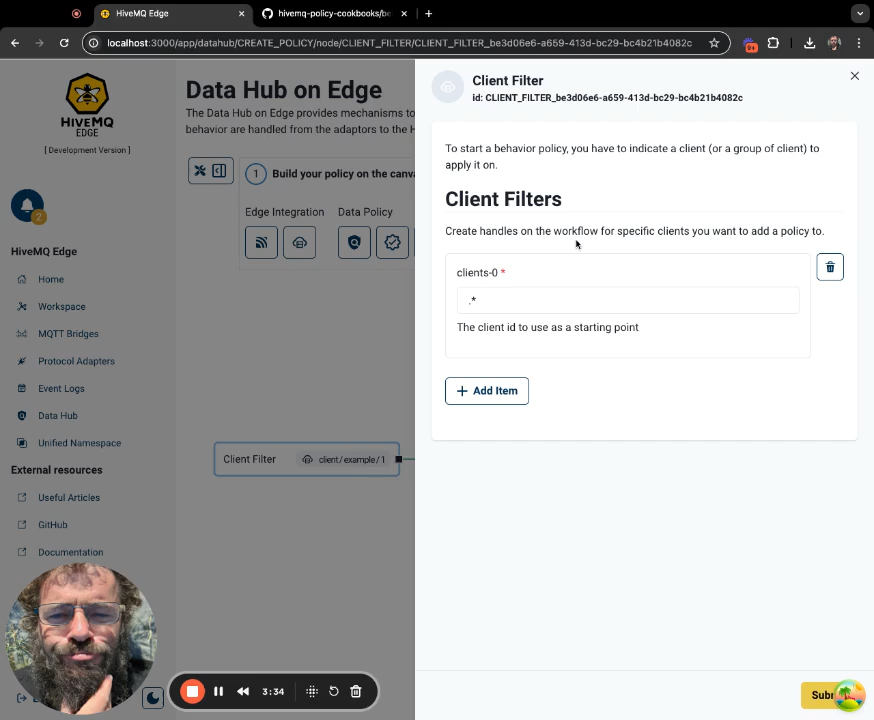 HiveMQ Edge
hivemq-policy-cookbooks/be
localhost:3000/app/datahub/CREATE_POLICY/node/CLIENT_FILTER/CLIENT_FILTER_be3d06e6-a659-413d-bc29-bc4b21b4082c
9+
HIVEMQ
EDGE
[ Development Version ]
2
HiveMQ Edge
Home
Workspace
MQTT Bridges
Protocol Adapters
Event Logs
Data Hub
Unified Namespace
External resources
Useful Articles
GitHub
Documentation
Data Hub on Edge
The Data Hub on Edge provides mechanisms to
behavior are handled from the adaptors to the H
1
Build your policy on the canva
Edge Integration
Data Policy
Client Filter
client/example/1
3:34
Client Filter
id: CLIENT_FILTER_be3d06e6-a659-413d-bc29-bc4b21b4082c
To start a behavior policy, you have to indicate a client (or a group of client) to
apply it on.
Client Filters
Create handles on the workflow for specific clients you want to add a policy to.
clients-0 *
.*
The client id to use as a starting point
+ Add Item
Subr